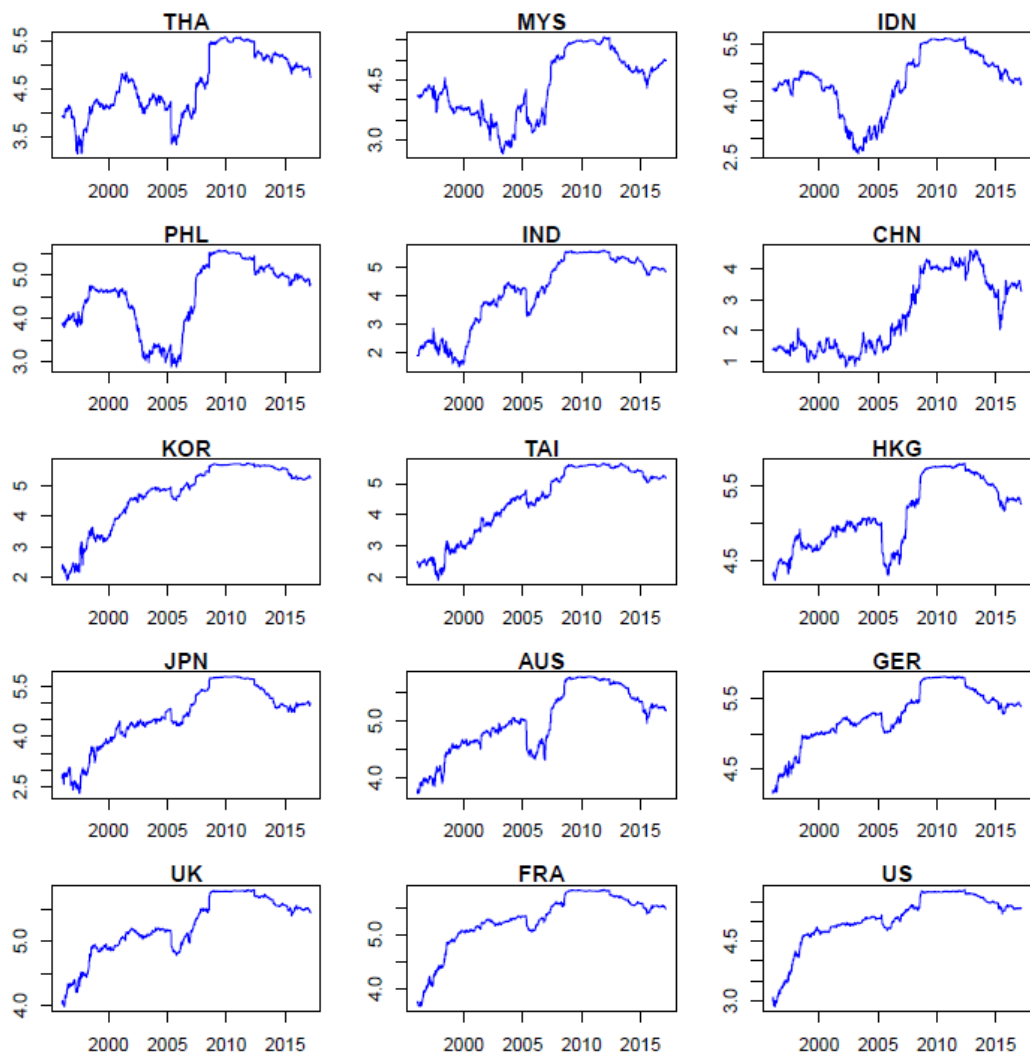 THA MYS IDN
5.5 4.5 3.5
4.5 3.0
5.5 4.0 2.5
2000 2005 2010 2015 2000 2005 2010 2015 2000 2005 2010 2015
PHL IND CHN
5.0 4.0 3.0
5 4 3 2
4 3 2 1
2000 2005 2010 2015 2000 2005 2010 2015 2000 2005 2010 2015
KOR TAI HKG
5 4 3 2
5 4 3 2
5.5 4.5
2000 2005 2010 2015 2000 2005 2010 2015 2000 2005 2010 2015
JPN AUS GER
5.5 4.0 2.5
5.0 4.0
5.5 4.5
2000 2005 2010 2015 2000 2005 2010 2015 2000 2005 2010 2015
UK FRA US
5.0 4.0
5.0 4.0
4.5 3.0
2000 2005 2010 2015 2000 2005 2010 2015 2000 2005 2010 2015